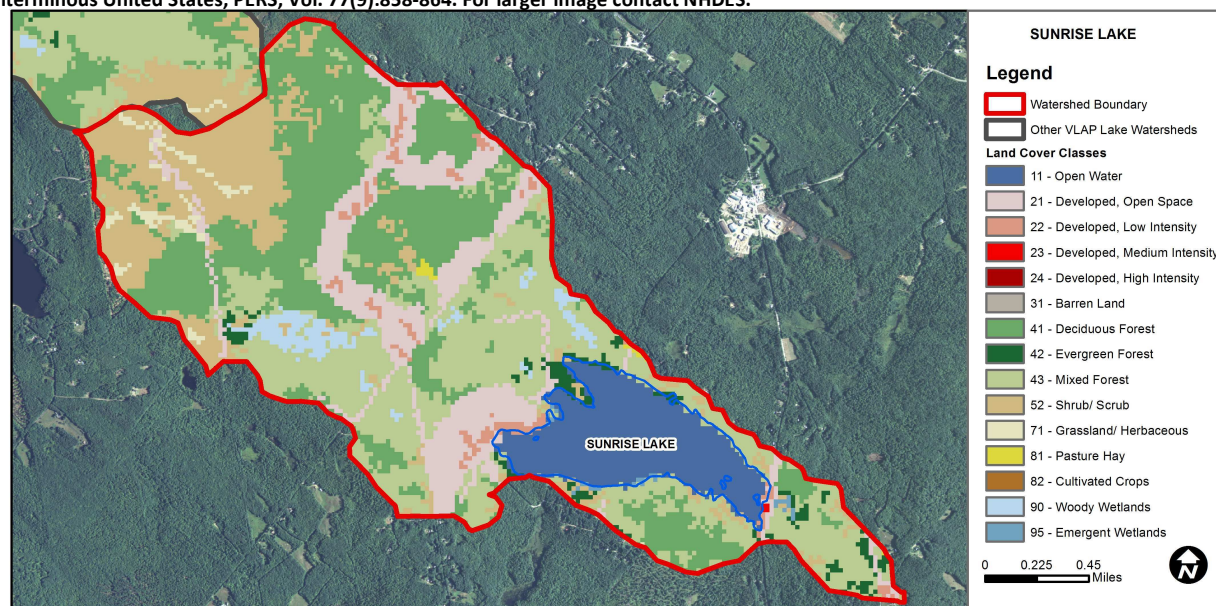 nterminous United States, PERS, Vol. 77(9):858-864. For larger image contact NHDES.
SUNRISE LAKE
SUNRISE LAKE
Legend
Watershed Boundary
Other VLAP Lake Watersheds
Land Cover Classes
11 - Open Water
21 - Developed, Open Space
22 - Developed, Low Intensity
23 - Developed, Medium Intensity
24 - Developed, High Intensity
31 - Barren Land
41 - Deciduous Forest
42 - Evergreen Forest
43 - Mixed Forest
52 - Shrub/ Scrub
71 - Grassland/ Herbaceous
81 - Pasture Hay
82 - Cultivated Crops
90 - Woody Wetlands
95 - Emergent Wetlands
0 0.225 0.45
Miles
N